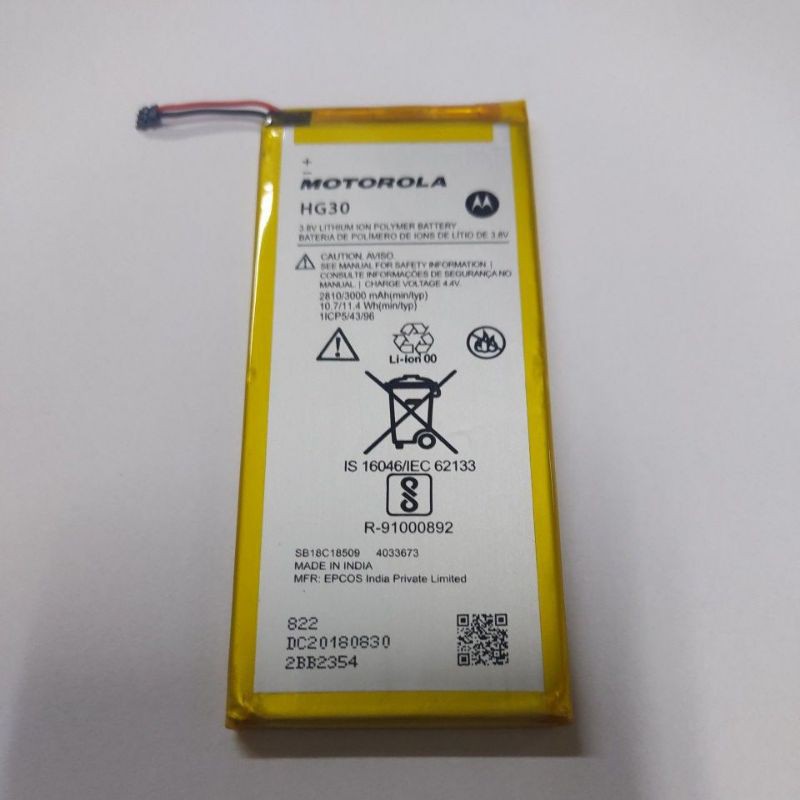 +
–
MOTOROLA
HG30
3.8V LITHIUM ION POLYMER BATTERY
BATERIA DE POLÍMERO DE IONS DE LÍTIO DE 3.8V
CAUTION, AVISO
SEE MANUAL FOR SAFETY INFORMATION |
CONSULTE INFORMAÇÕES DE SEGURANÇA NO
MANUAL | CHARGE VOLTAGE 4.4V
2810/3000 mAh(min/typ)
10.7/11.4 Wh(min/typ)
1ICP5/43/96
Li-ion 00
IS 16046/IEC 62133
R-91000892
SB18C18509 4033673
MADE IN INDIA
MFR: EPCOS India Private Limited
822
DC20180830
2BB2354